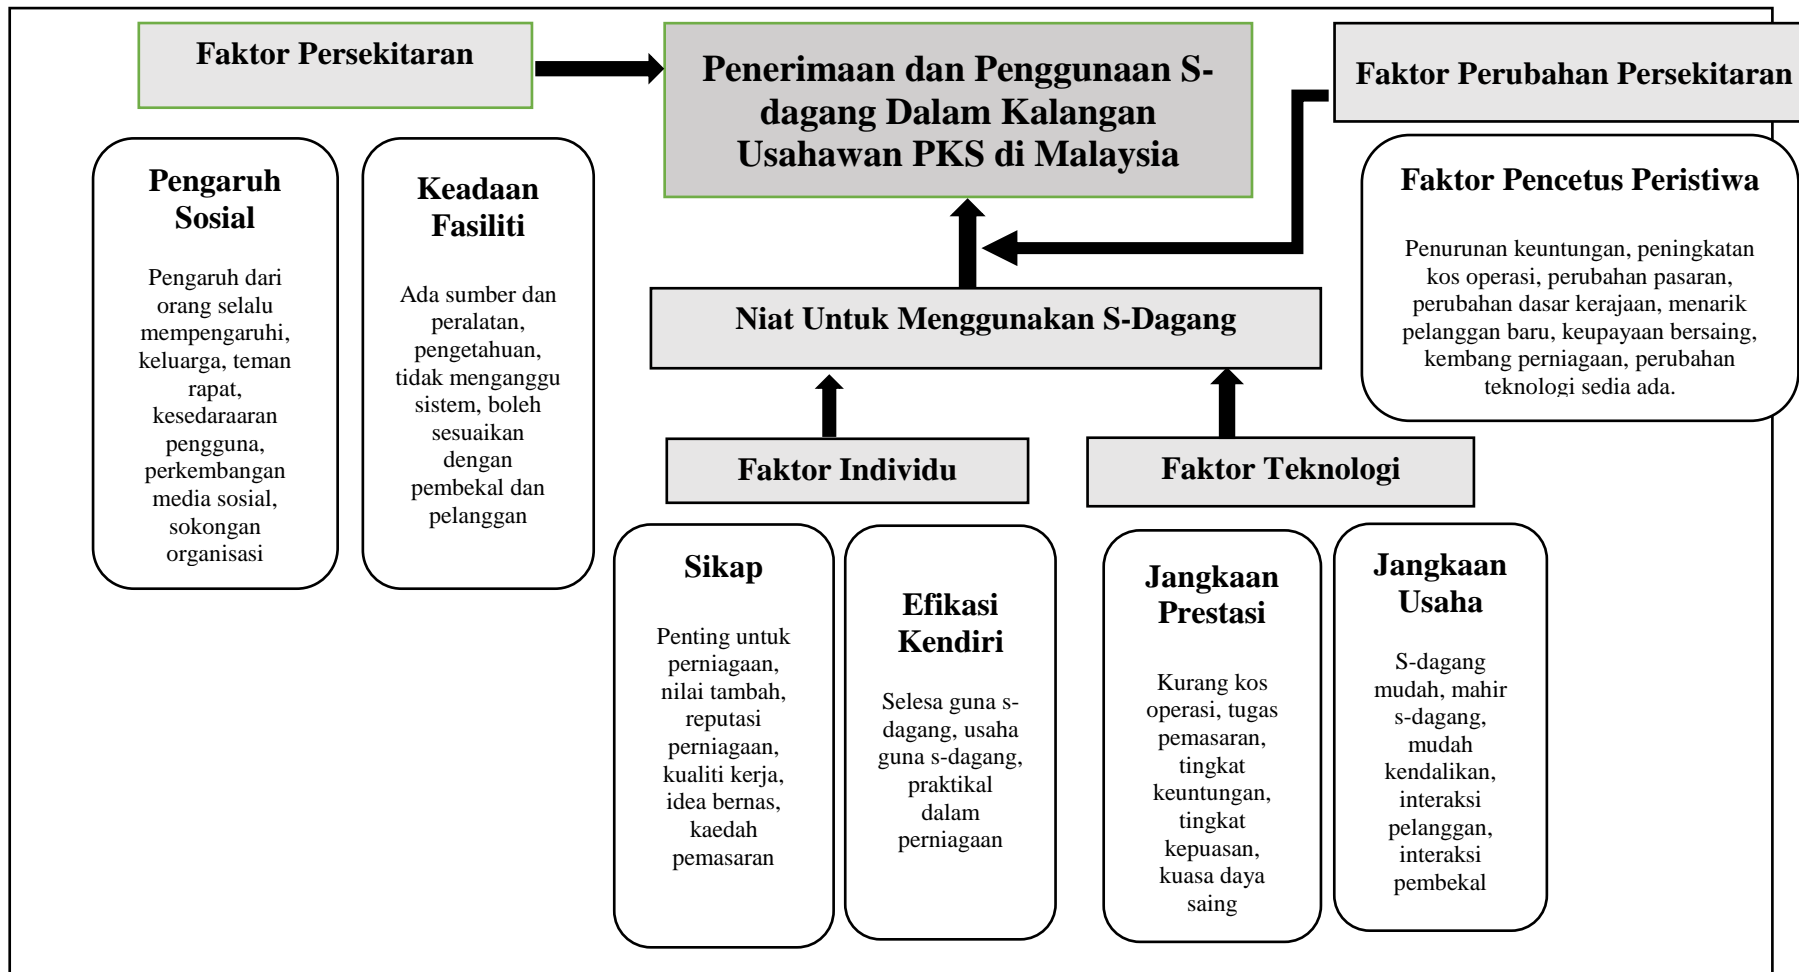 Faktor Persekitaran
Penerimaan dan Penggunaan S-
dagang Dalam Kalangan
Usahawan PKS di Malaysia
Faktor Perubahan Persekitaran
Pengaruh
Sosial
Pengaruh dari
orang selalu
mempengaruhi,
keluarga, teman
rapat,
kesedaraaran
pengguna,
perkembangan
media sosial,
sokongan
organisasi
Keadaan
Fasiliti
Ada sumber dan
peralatan,
pengetahuan,
tidak menganggu
sistem, boleh
sesuaikan
dengan
pembekal dan
pelanggan
Faktor Pencetus Peristiwa
Penurunan keuntungan, peningkatan
kos operasi, perubahan pasaran,
perubahan dasar kerajaan, menarik
pelanggan baru, keupayaan bersaing,
kembang perniagaan, perubahan
teknologi sedia ada.
Niat Untuk Menggunakan S-Dagang
Faktor Individu
Faktor Teknologi
Sikap
Penting untuk
perniagaan,
nilai tambah,
reputasi
perniagaan,
kualiti kerja,
idea bernas,
kaedah
pemasaran
Efikasi
Kendiri
Selesa guna s-
dagang, usaha
guna s-dagang,
praktikal
dalam
perniagaan
Jangkaan
Prestasi
Kurang kos
operasi, tugas
pemasaran,
tingkat
keuntungan,
tingkat
kepuasan,
kuasa daya
saing
Jangkaan
Usaha
S-dagang
mudah, mahir
s-dagang,
mudah
kendalikan,
interaksi
pelanggan,
interaksi
pembekal